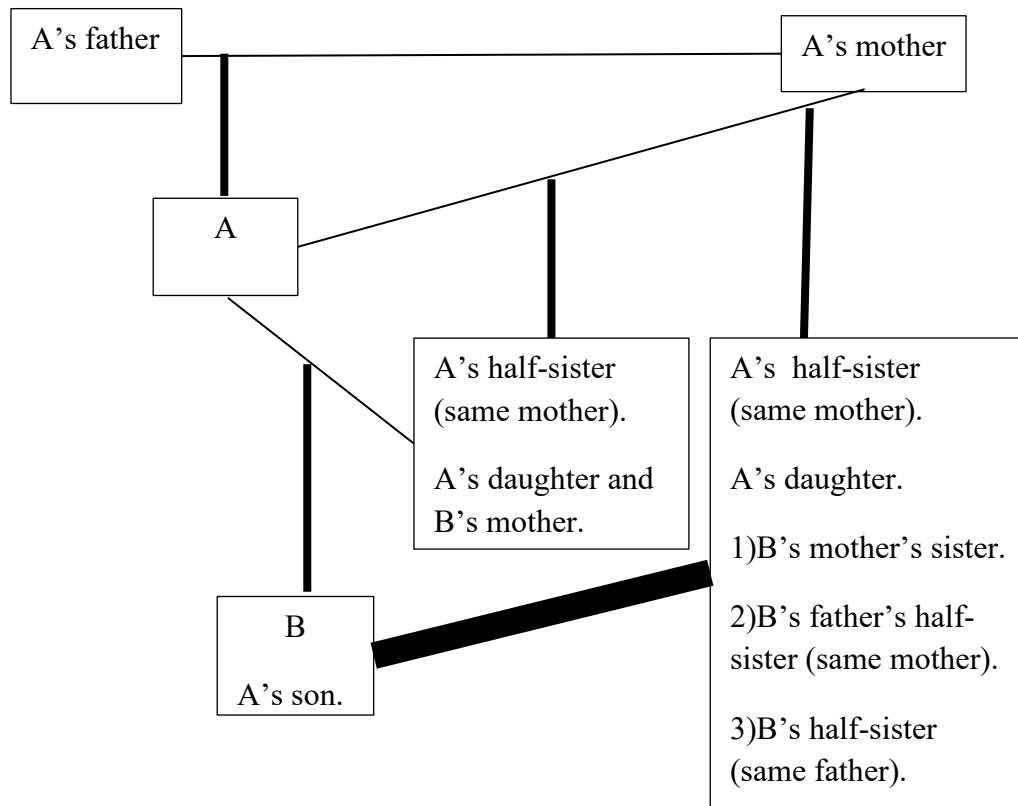 A’s father
A’s mother
A
A’s half-sister
(same mother).
A’s daughter and
B’s mother.
A’s  half-sister
(same mother).
A’s daughter.
1)B’s mother’s sister.
2)B’s father’s half-
sister (same mother).
3)B’s half-sister
(same father).
B
A’s son.